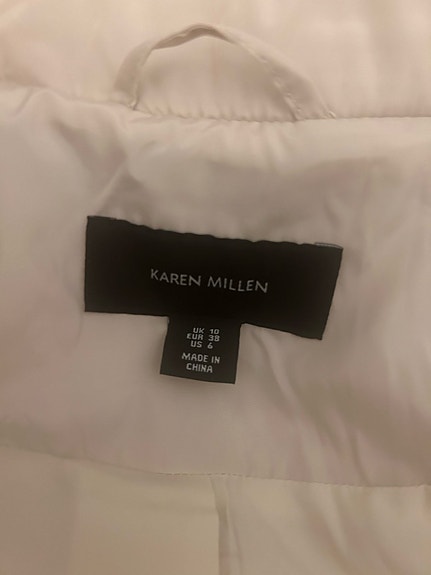 KAREN MILLEN
UK 10
EUR 38
US 6
MADE IN
CHINA